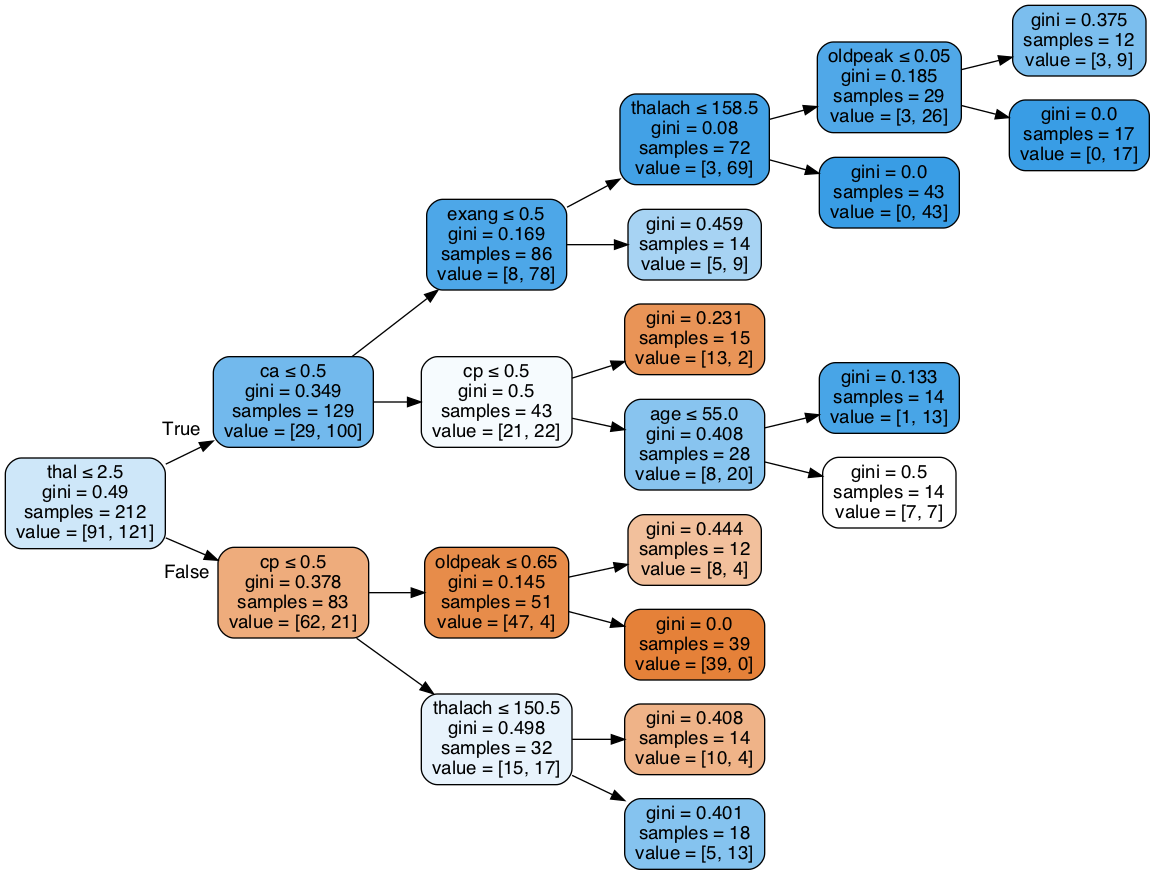 thal ≤ 2.5
gini = 0.49
samples = 212
value = [91, 121]
True
False
ca ≤ 0.5
gini = 0.349
samples = 129
value = [29, 100]
cp ≤ 0.5
gini = 0.378
samples = 83
value = [62, 21]
exang ≤ 0.5
gini = 0.169
samples = 86
value = [8, 78]
cp ≤ 0.5
gini = 0.5
samples = 43
value = [21, 22]
oldpeak ≤ 0.65
gini = 0.145
samples = 51
value = [47, 4]
thalach ≤ 150.5
gini = 0.498
samples = 32
value = [15, 17]
thalach ≤ 158.5
gini = 0.08
samples = 72
value = [3, 69]
gini = 0.459
samples = 14
value = [5, 9]
gini = 0.231
samples = 15
value = [13, 2]
age ≤ 55.0
gini = 0.408
samples = 28
value = [8, 20]
gini = 0.444
samples = 12
value = [8, 4]
gini = 0.0
samples = 39
value = [39, 0]
gini = 0.408
samples = 14
value = [10, 4]
gini = 0.401
samples = 18
value = [5, 13]
oldpeak ≤ 0.05
gini = 0.185
samples = 29
value = [3, 26]
gini = 0.0
samples = 43
value = [0, 43]
gini = 0.133
samples = 14
value = [1, 13]
gini = 0.5
samples = 14
value = [7, 7]
gini = 0.375
samples = 12
value = [3, 9]
gini = 0.0
samples = 17
value = [0, 17]